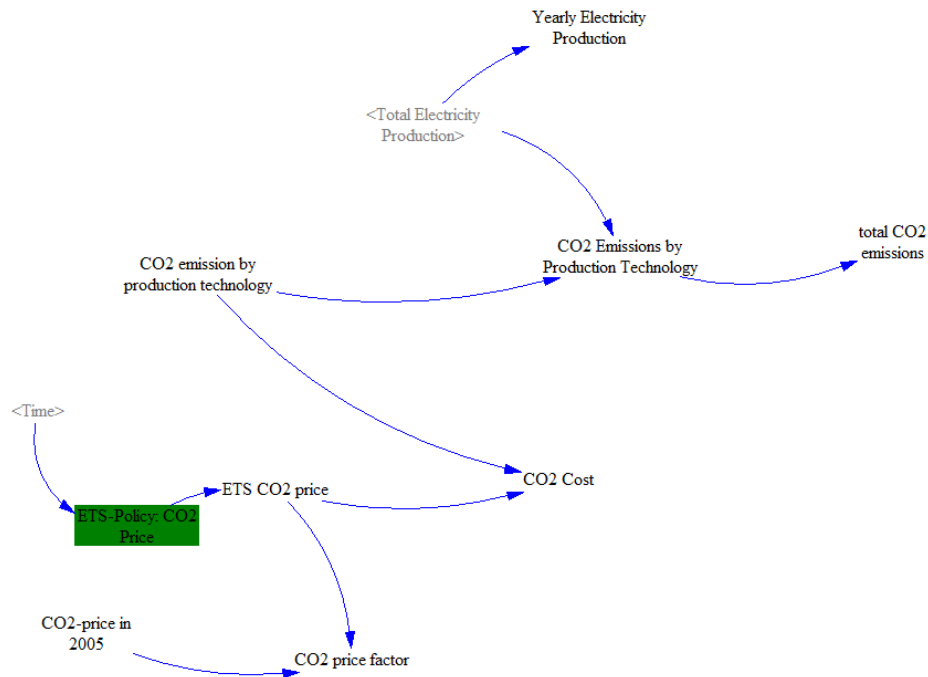 Yearly Electricity
Production
<Total Electricity
Production>
CO2 Emissions by
Production Technology
total CO2
emissions
CO2 emission by
production technology
<Time>
ETS-Policy: CO2
Price
ETS CO2 price
CO2 Cost
CO2-price in
2005
CO2 price factor